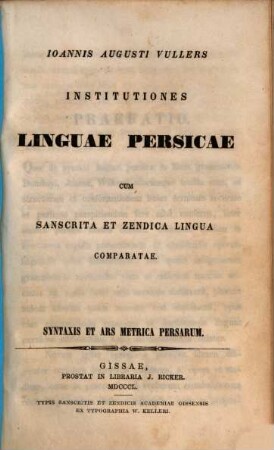 IOANNIS AUGUSTI VULLERS
INSTITUTIONES
LINGUAE PERSICAE
CUM
SANSCRITA ET ZENDICA LINGUA
COMPARATAE.
SYNTAXIS ET ARS METRICA PERSARUM.
GISSAE,
PROSTAT IN LIBRARIA J. RICKER.
MDCCCL.
TYPIS SANSCRITIS ET ZENDICIS ACADEMIAE GISSENSIS
EX TYPOGRAPHIA W. KELLERI.